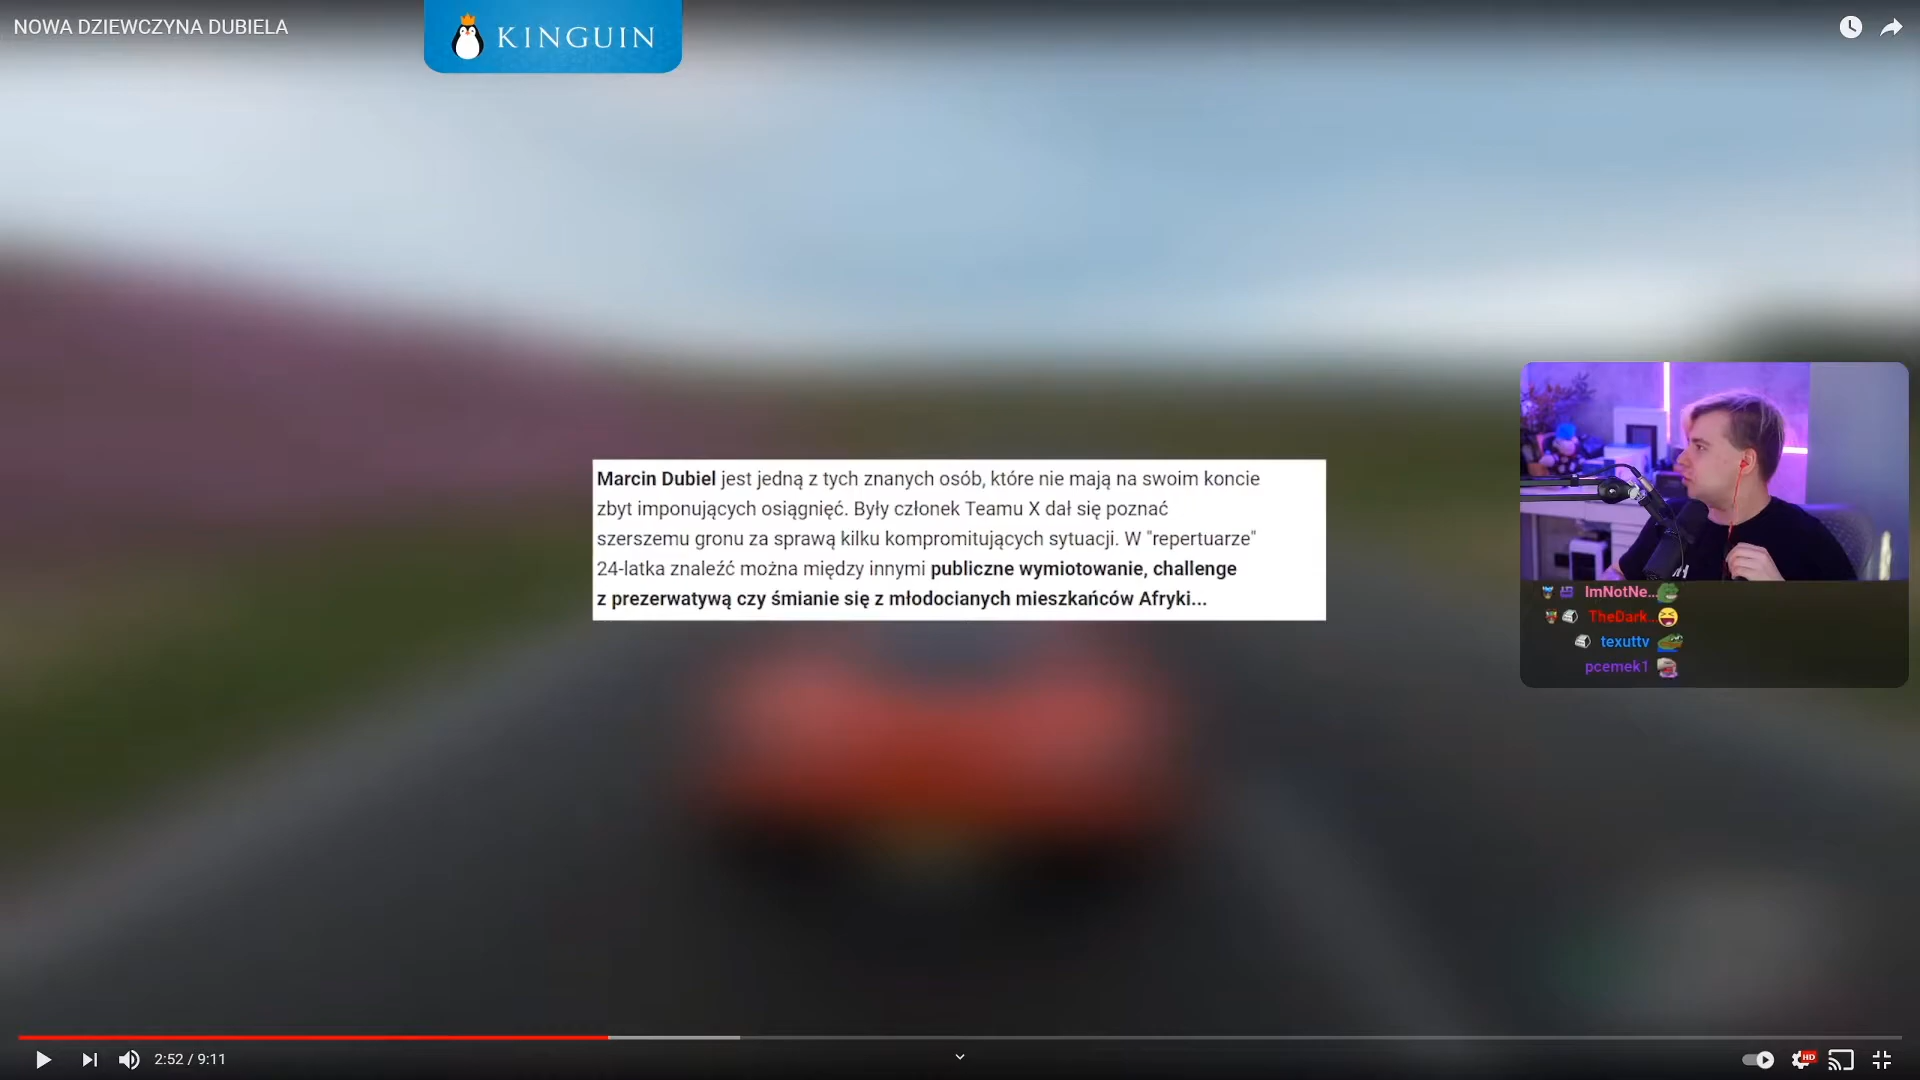 NOWA DZIEWCZYNA DUBIELA
KINGUIN
Marcin Dubiel jest jedną z tych znanych osób, które nie mają na swoim koncie
zbyt imponujących osiągnięć. Były członek Teamu X dał się poznać
szerszemu gronu za sprawą kilku kompromitujących sytuacji. W "repertuarze"
24-latka znaleźć można między innymi publiczne wymiotowanie, challenge
z prezerwatywą czy śmianie się z młodocianych mieszkańców Afryki...
ImNotNe...
TheDark...
texuttv
pcemek1
2:52 / 9:11
HD